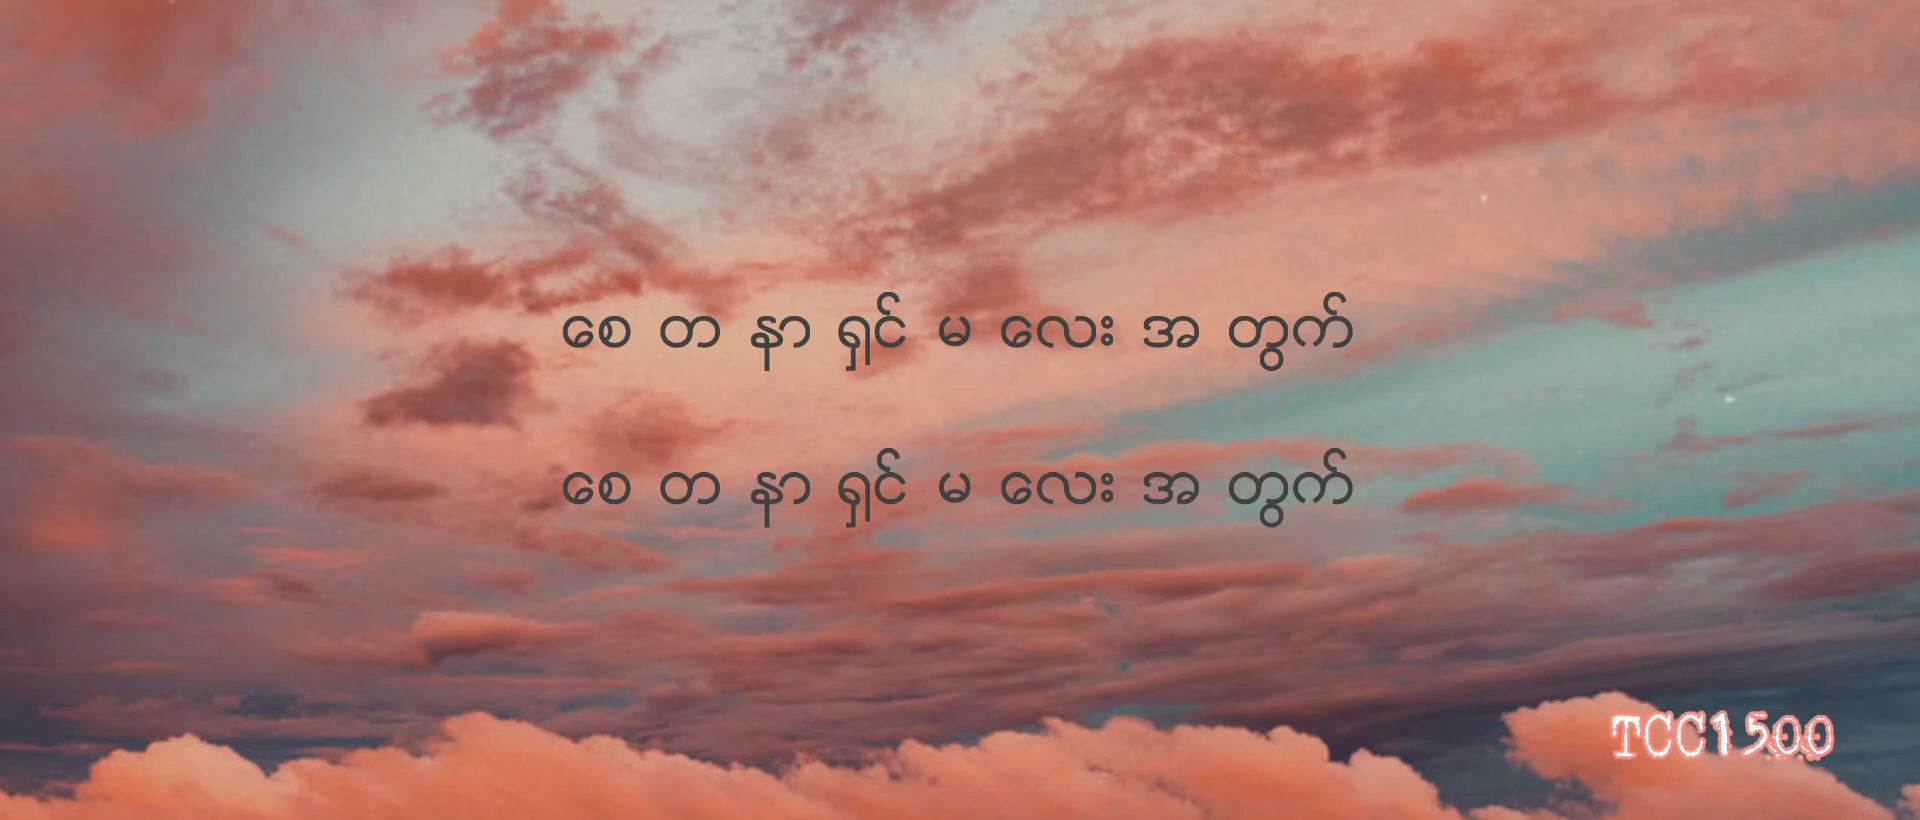 စေ တ နာ ရှင် မ လေး အ တွက်
စေ တ နာ ရှင် မ လေး အ တွက်
TCC1500